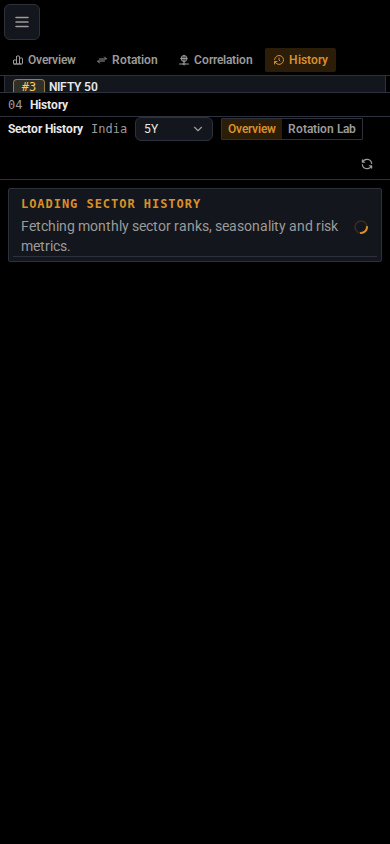 Overview Rotation Correlation History
#3 NIFTY 50
04 History
Sector History India 5Y Overview Rotation Lab
LOADING SECTOR HISTORY
Fetching monthly sector ranks, seasonality and risk
metrics.